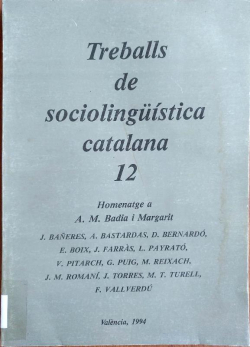 Treballs
de
sociolingüística
catalana
12
Homenatge a
A. M. Badia i Margarit
J. BAÑERES, A. BASTARDAS, D. BERNARDÓ,
E. BOIX, J. FARRÀS, L. PAYRATÓ,
V. PITARCH, G. PUIG, M. REIXACH,
J. M. ROMANÍ, J. TORRES, M. T. TURELL,
F. VALLVERDÚ
València, 1994